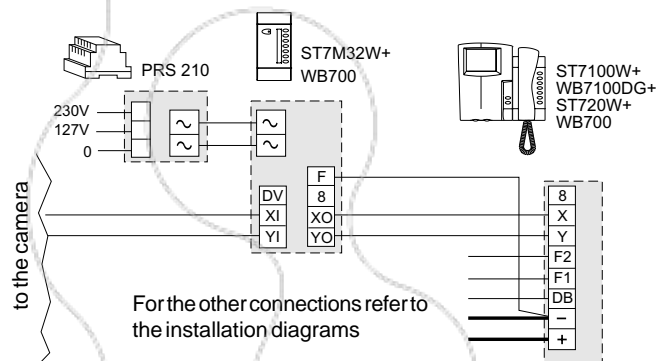 PRS 210
ST7M32W+
WB700
ST7100W+
WB7100DG+
ST720W+
WB700
230V
127V
0
~
~
~
~
F
8
XO
YO
DV
XI
YI
8
X
Y
F2
F1
DB
–
+
to the camera
For the other connections refer to
the installation diagrams